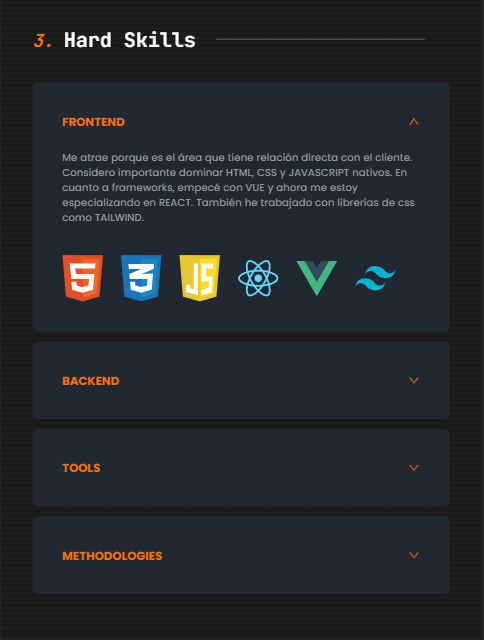 3. Hard Skills
FRONTEND
Me atrae porque es el área que tiene relación directa con el cliente.
Considero importante dominar HTML, CSS y JAVASCRIPT nativos. En
cuanto a frameworks, empecé con VUE y ahora me estoy
especializando en REACT. También he trabajado con librerias de css
como TAILWIND.
5 3 JS
BACKEND
TOOLS
METHODOLOGIES